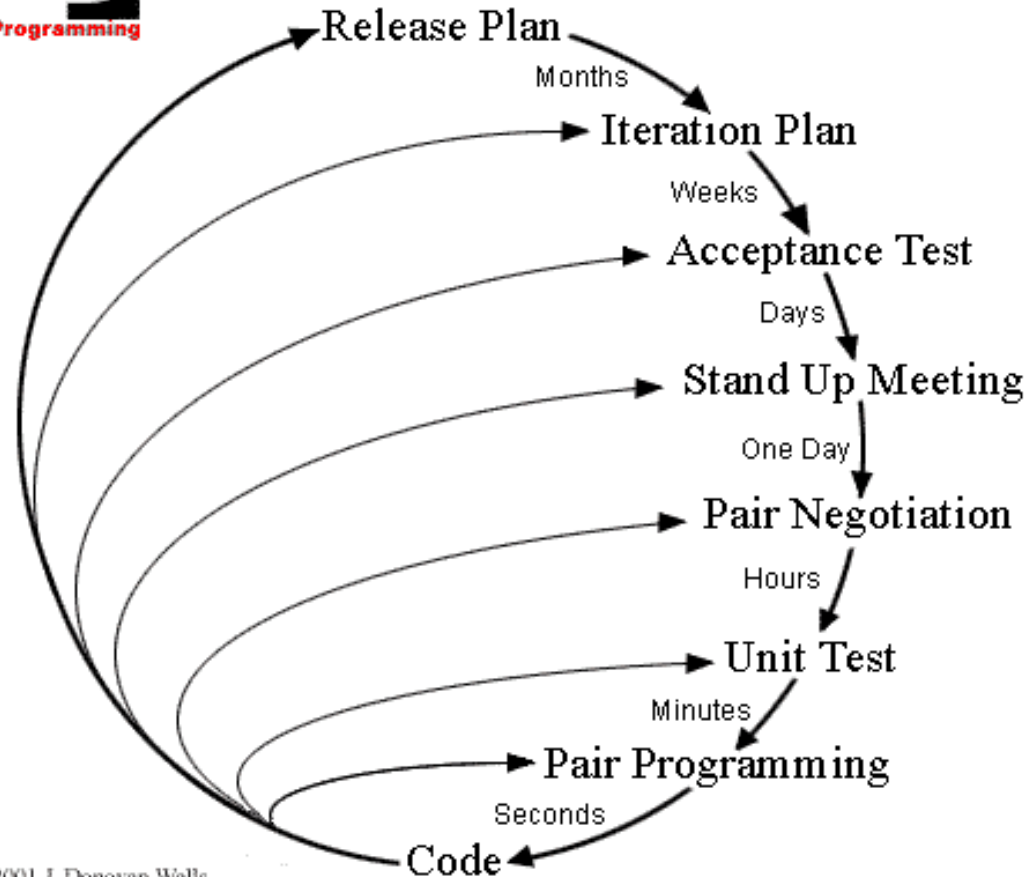 Programming
Release Plan
Months
Iteration Plan
Weeks
Acceptance Test
Days
Stand Up Meeting
One Day
Pair Negotiation
Hours
Unit Test
Minutes
Pair Programming
Seconds
Code